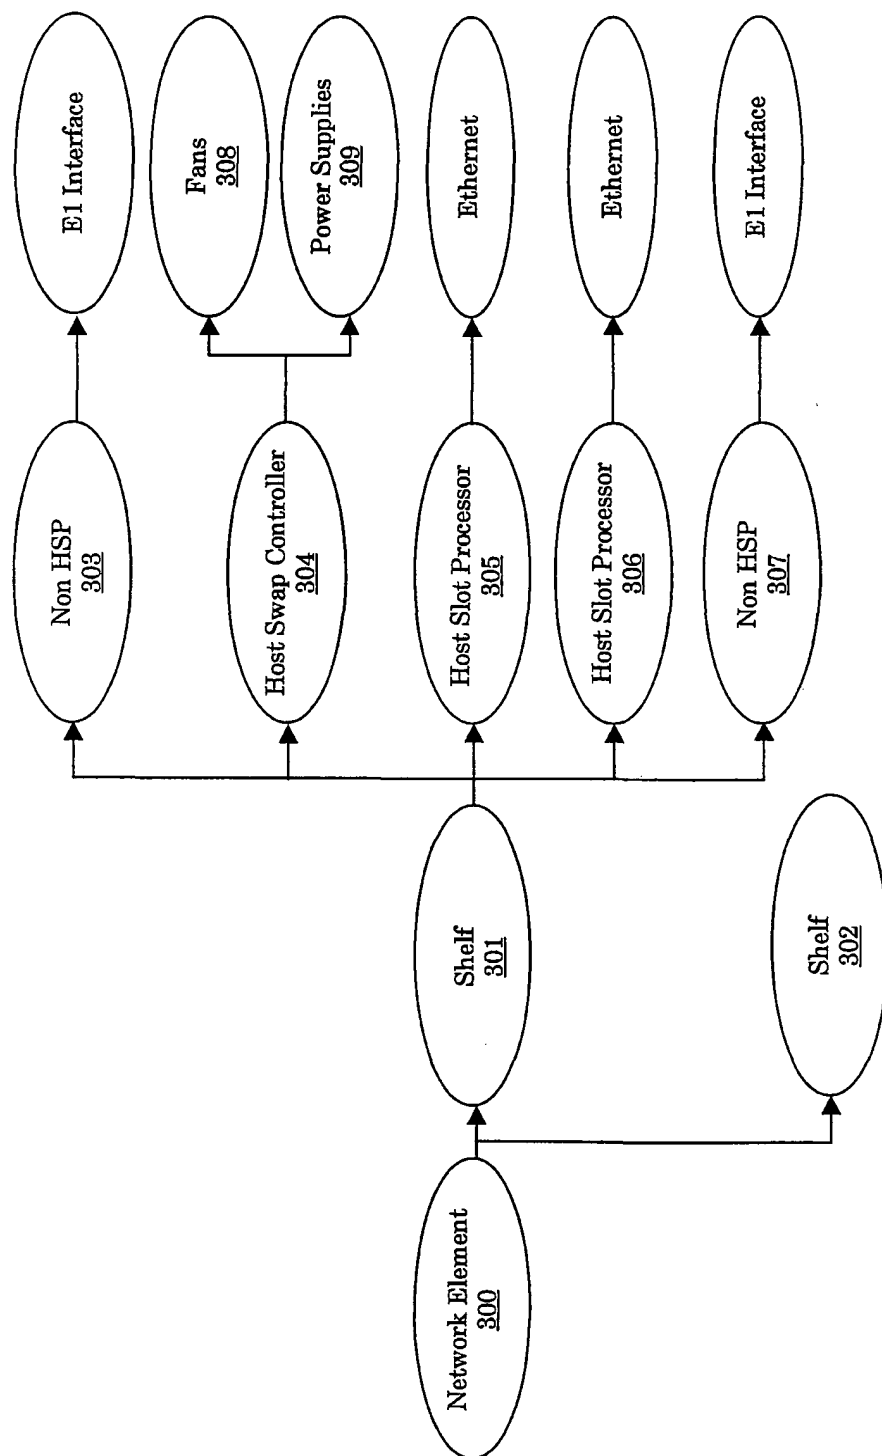 Network Element
300
Shelf
301
Shelf
302
Non HSP
303
Host Swap Controller
304
Host Slot Processor
305
Host Slot Processor
306
Non HSP
307
E1 Interface
Fans
308
Power Supplies
309
Ethernet
Ethernet
E1 Interface